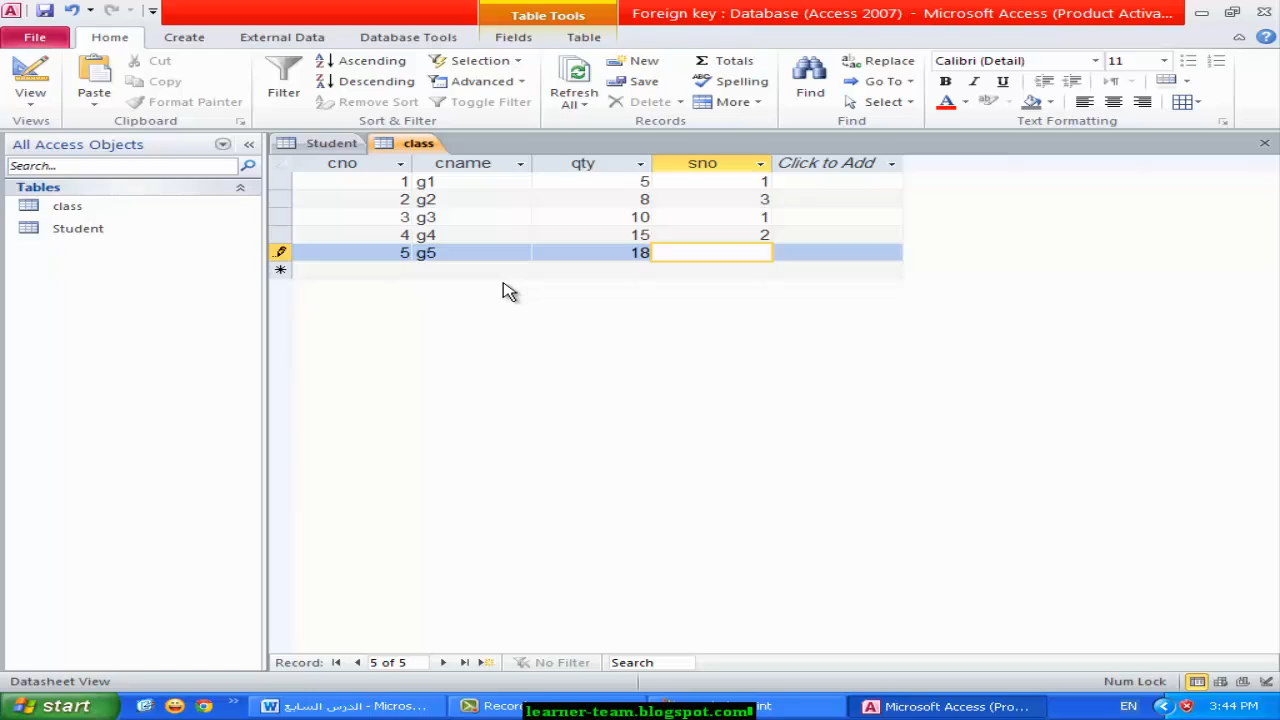 Table Tools
Foreign key : Database (Access 2007) - Microsoft Access (Product Activa...
File Home Create External Data Database Tools Fields Table
View
Views
Paste
Cut
Copy
Format Painter
Clipboard
Filter
Ascending
Descending
Remove Sort
Selection
Advanced
Toggle Filter
Sort & Filter
Refresh All
New
Save
Delete
Totals
Spelling
More
Records
Find
Replace
Go To
Select
Find
Calibri (Detail) 11
B I U
A
Text Formatting
All Access Objects
Search...
Tables
class
Student
Student class
cno cname qty sno Click to Add
1 g1 5 1
2 g2 8 3
3 g3 10 1
4 g4 15 2
5 g5 18
Record: 5 of 5 No Filter Search
Datasheet View Num Lock
start الدرس السابع - Micros... Microsoft Access (Pro... EN 3:44 PM
learner-team.blogspot.com